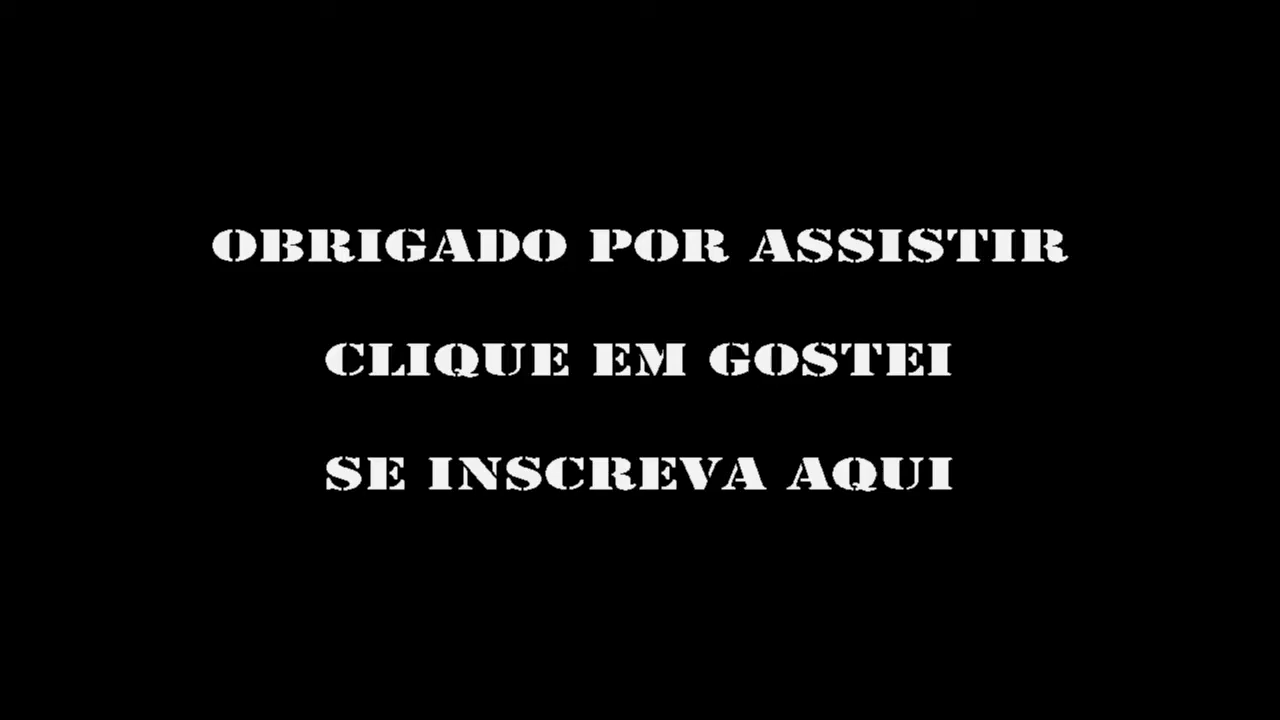 OBRIGADO POR ASSISTIR
CLIQUE EM GOSTEI
SE INSCREVA AQUI